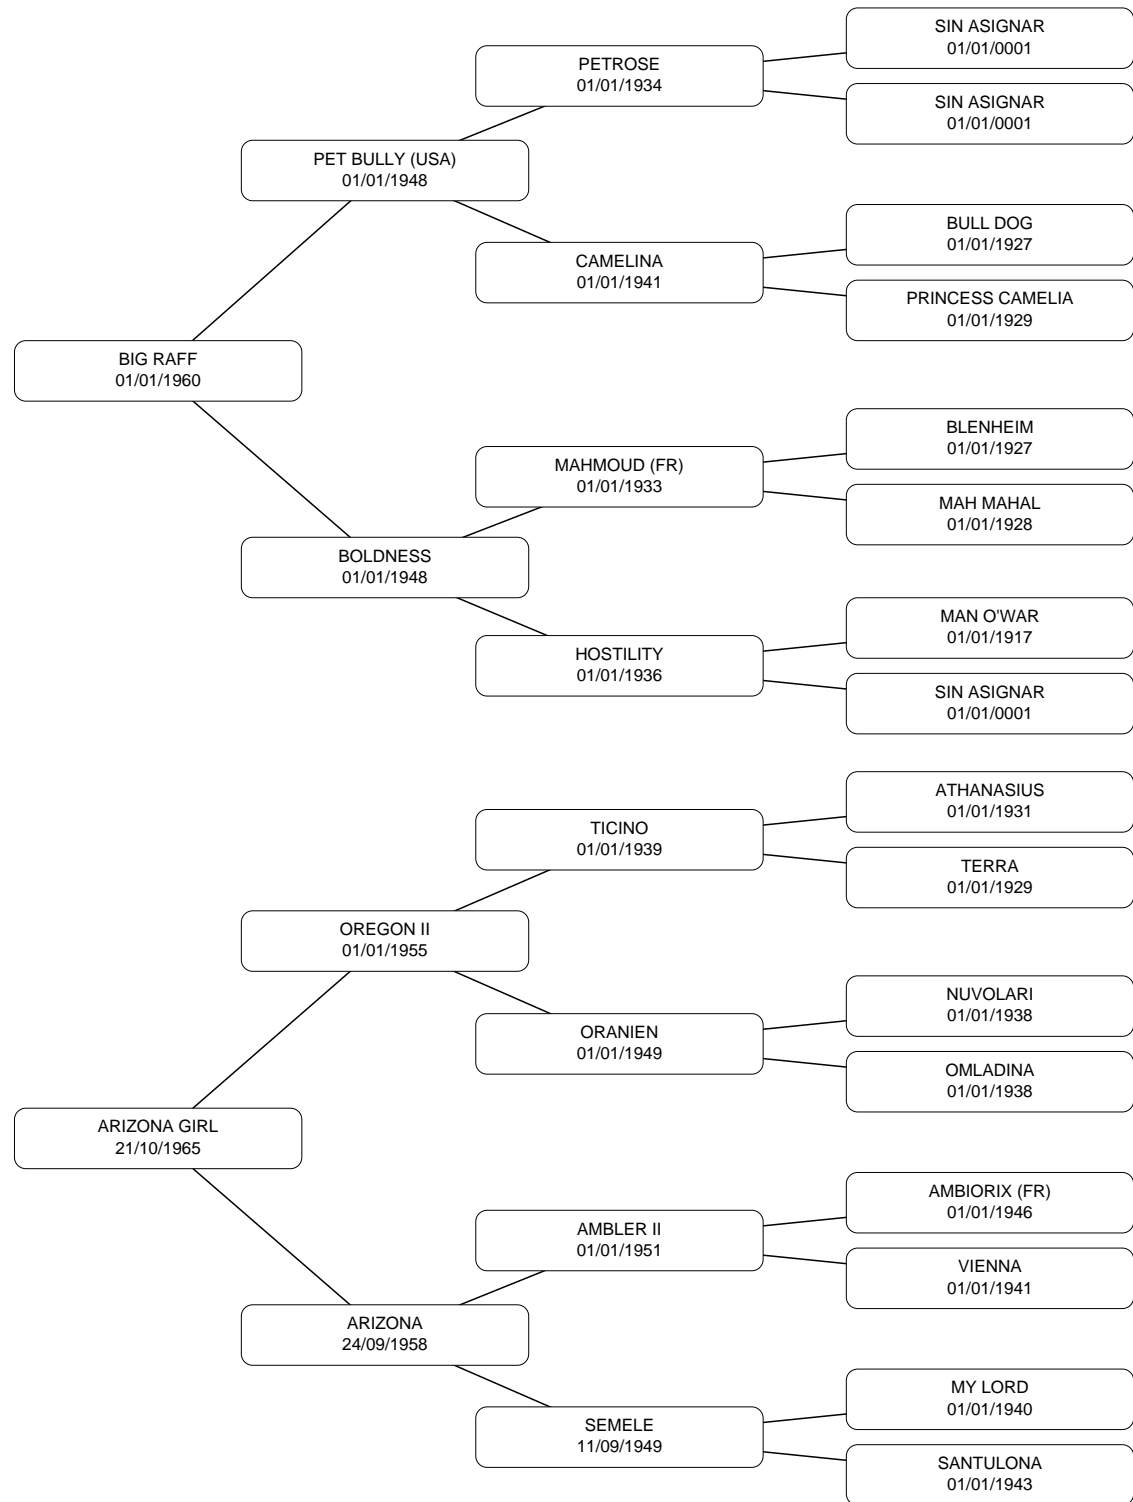 SIN ASIGNAR
01/01/0001
PETROSE
01/01/1934
SIN ASIGNAR
01/01/0001
PET BULLY (USA)
01/01/1948
BULL DOG
01/01/1927
CAMELINA
01/01/1941
PRINCESS CAMELIA
01/01/1929
BIG RAFF
01/01/1960
BLENHEIM
01/01/1927
MAHMOUD (FR)
01/01/1933
MAH MAHAL
01/01/1928
BOLDNESS
01/01/1948
MAN O'WAR
01/01/1917
HOSTILITY
01/01/1936
SIN ASIGNAR
01/01/0001
ATHANASIUS
01/01/1931
TICINO
01/01/1939
TERRA
01/01/1929
OREGON II
01/01/1955
NUVOLARI
01/01/1938
ORANIEN
01/01/1949
OMLADINA
01/01/1938
ARIZONA GIRL
21/10/1965
AMBIORIX (FR)
01/01/1946
AMBLER II
01/01/1951
VIENNA
01/01/1941
ARIZONA
24/09/1958
MY LORD
01/01/1940
SEMELE
11/09/1949
SANTULONA
01/01/1943